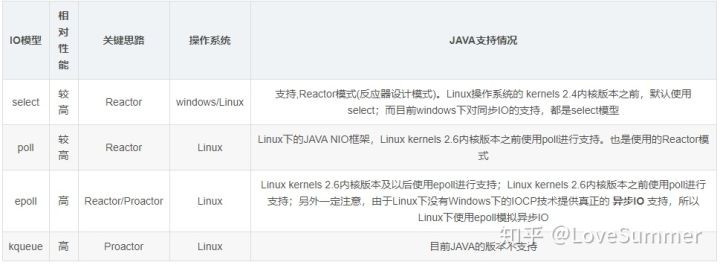 IO模型 相对性能 关键思路 操作系统 JAVA支持情况
select 较高 Reactor windows/Linux 支持,Reactor模式(反应器设计模式)。Linux操作系统的 kernels 2.4内核版本之前，默认使用
select；而目前windows下对同步IO的支持，都是select模型
poll 较高 Reactor Linux Linux下的JAVA NIO框架，Linux kernels 2.6内核版本之前使用poll进行支持。也是使用的Reactor模
式
epoll 高 Reactor/Proactor Linux Linux kernels 2.6内核版本及以后使用epoll进行支持；Linux kernels 2.6内核版本之前使用poll进行
支持；另外一定注意，由于Linux下没有Windows下的IOCP技术提供真正的 异步IO 支持，所以
Linux下使用epoll模拟异步IO
kqueue 高 Proactor Linux 目前JAVA的版本不支持
知乎 @LoveSummer